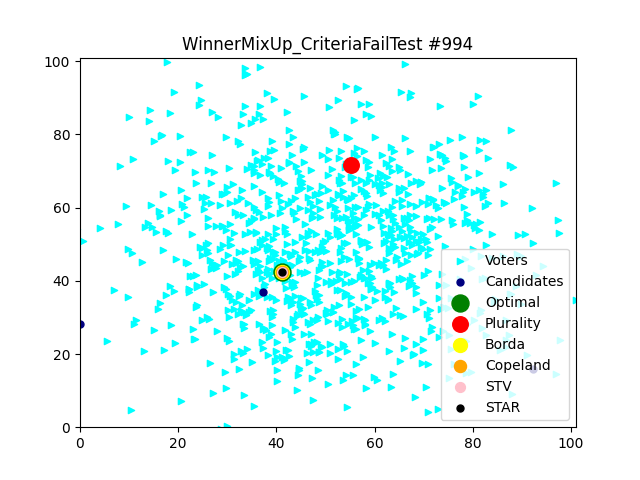 WinnerMixUp_CriteriaFailTest #994
100
80
60
40
20
0
0
20
40
60
80
100
Voters
Candidates
Optimal
Plurality
Borda
Copeland
STV
STAR